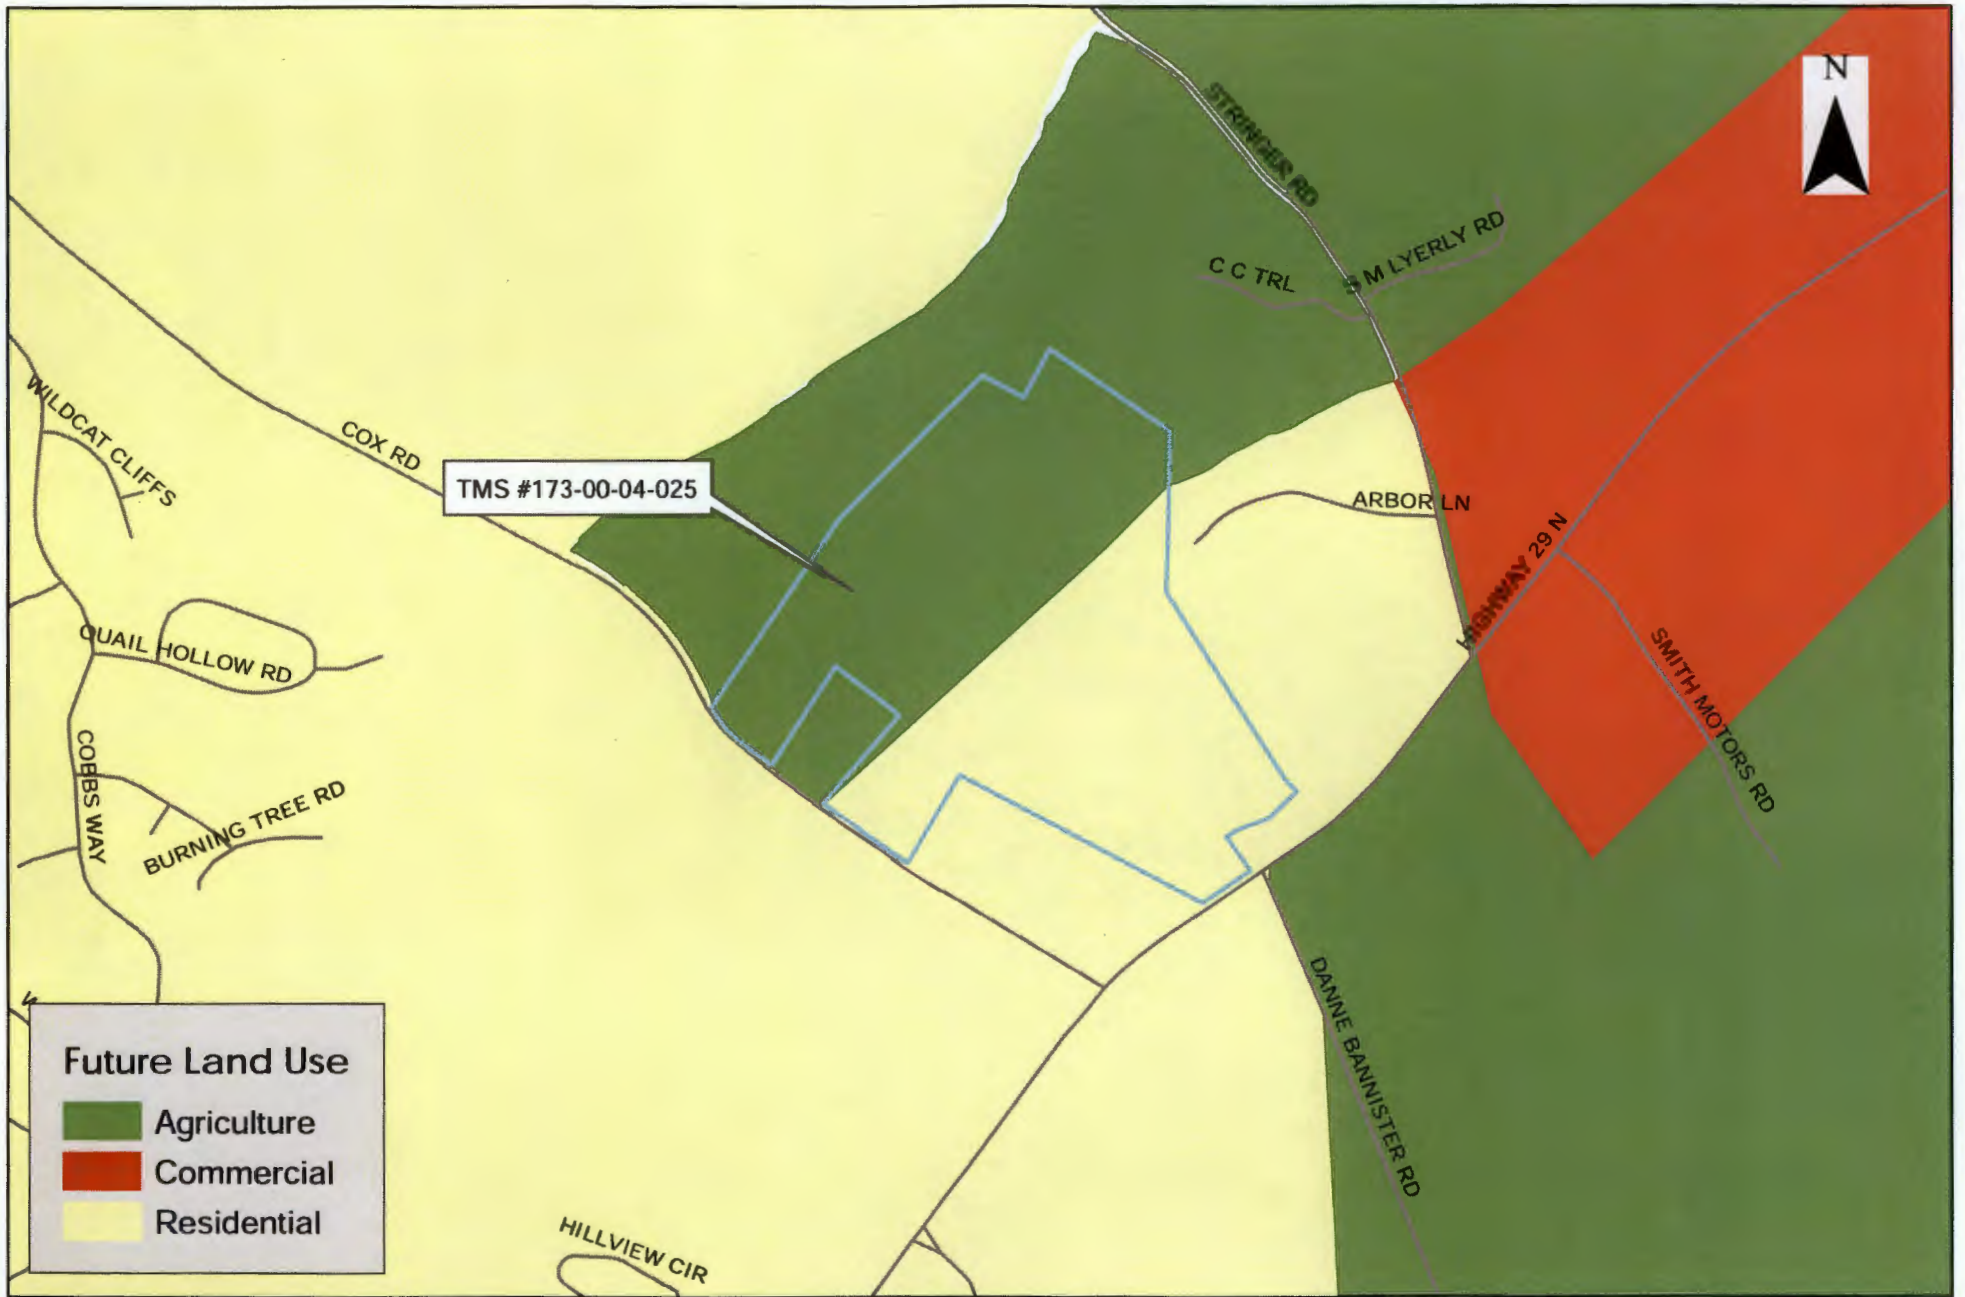 N
STRINGER RD
S M LYERLY RD
C C TRL
WILDCAT CLIFFS
COX RD
TMS #173-00-04-025
ARBOR LN
HIGHWAY 29 N
QUAIL HOLLOW RD
SMITH MOTORS RD
COBBS WAY
BURNING TREE RD
DANNE BANNISTER RD
Future Land Use
Agriculture
Commercial
Residential
HILLVIEW CIR